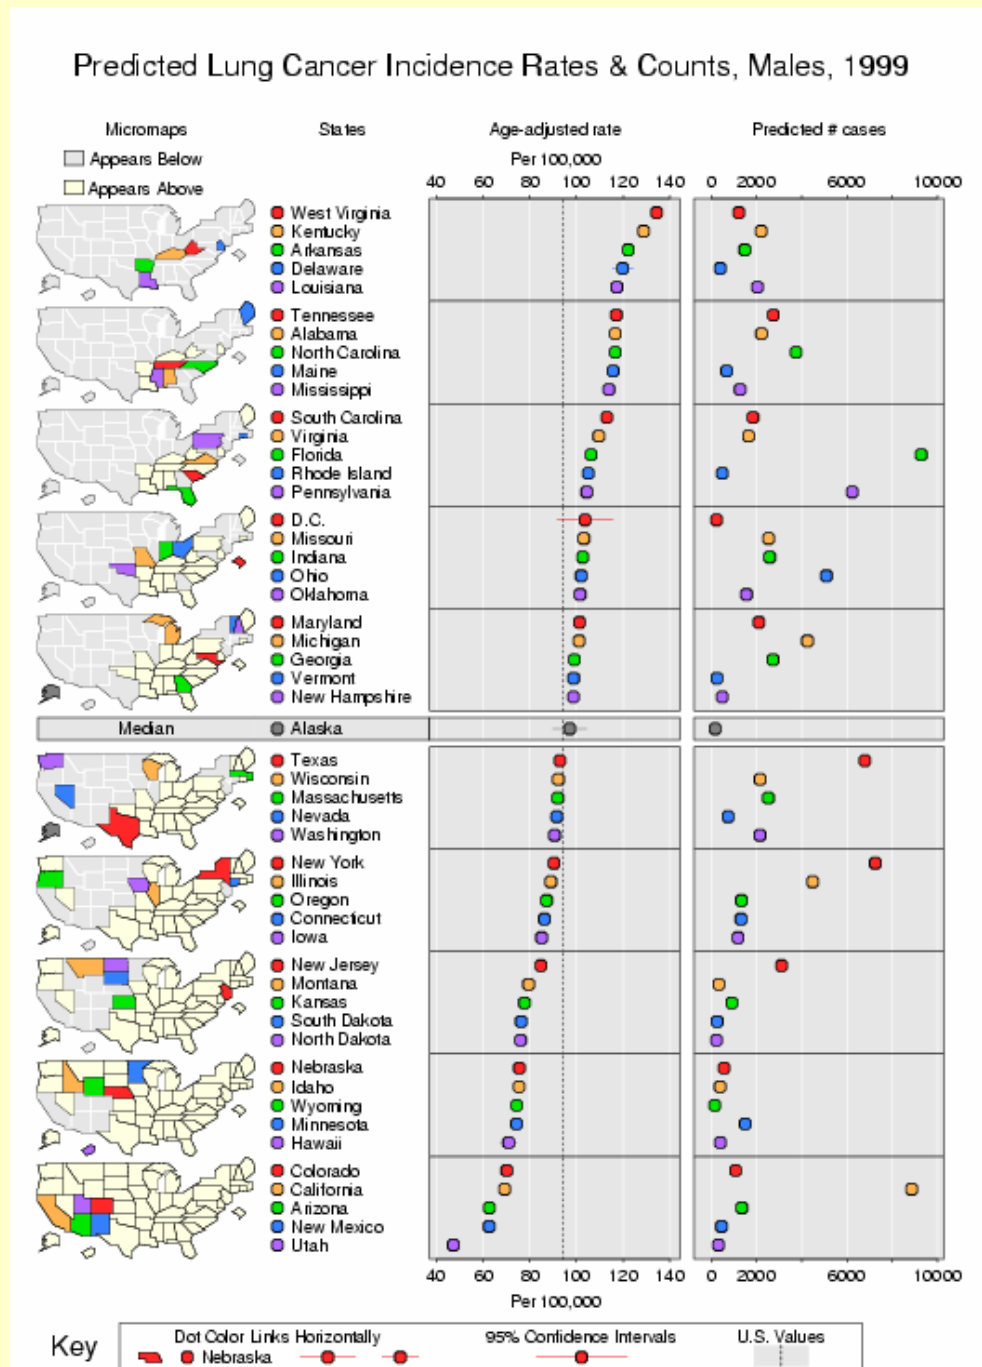 Predicted Lung Cancer Incidence Rates & Counts, Males, 1999
Micromaps States Age-adjusted rate Predicted # cases
Appears Below Per 100,000
Appears Above 40 60 80 100 120 140 0 2000 6000 10000
West Virginia
Kentucky
Arkansas
Delaware
Louisiana
Tennessee
Alabama
North Carolina
Maine
Mississippi
South Carolina
Virginia
Florida
Rhode Island
Pennsylvania
D.C.
Missouri
Indiana
Ohio
Oklahoma
Maryland
Michigan
Georgia
Vermont
New Hampshire
Median Alaska
Texas
Wisconsin
Massachusetts
Nevada
Washington
New York
Illinois
Oregon
Connecticut
Iowa
New Jersey
Montana
Kansas
South Dakota
North Dakota
Nebraska
Idaho
Wyoming
Minnesota
Hawaii
Colorado
California
Arizona
New Mexico
Utah
40 60 80 100 120 140 0 2000 6000 10000
Per 100,000
Key Dot Color Links Horizontally 95% Confidence Intervals U.S. Values
Nebraska